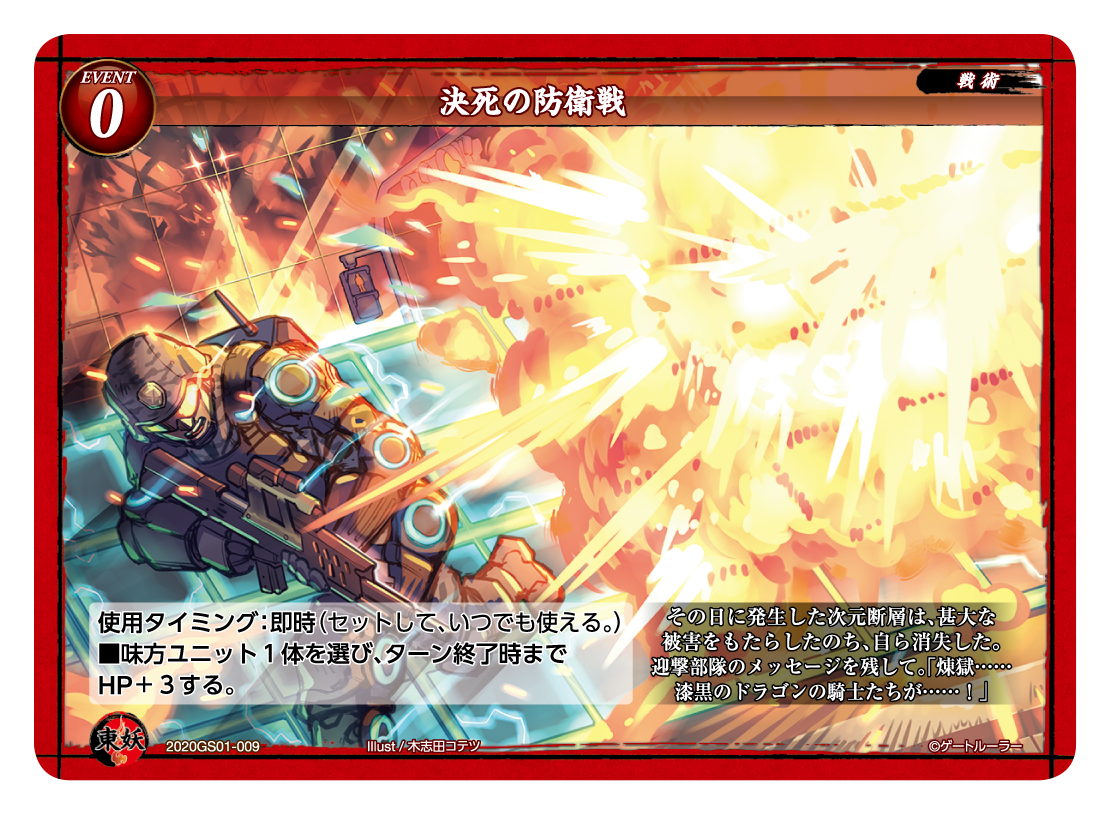 EVENT
0
決死の防衛戦
戦術
使用タイミング：即時（セットして、いつでも使える。）
■味方ユニット１体を選び、ターン終了時まで
HP＋３する。
その日に発生した次元断層は、甚大な
被害をもたらしたのち、自ら消失した。
迎撃部隊のメッセージを残して。「煉獄……
漆黒のドラゴンの騎士たちが……！」
東妖
2020GS01-009
Illust / 木志田コテツ
©ゲートルーラー